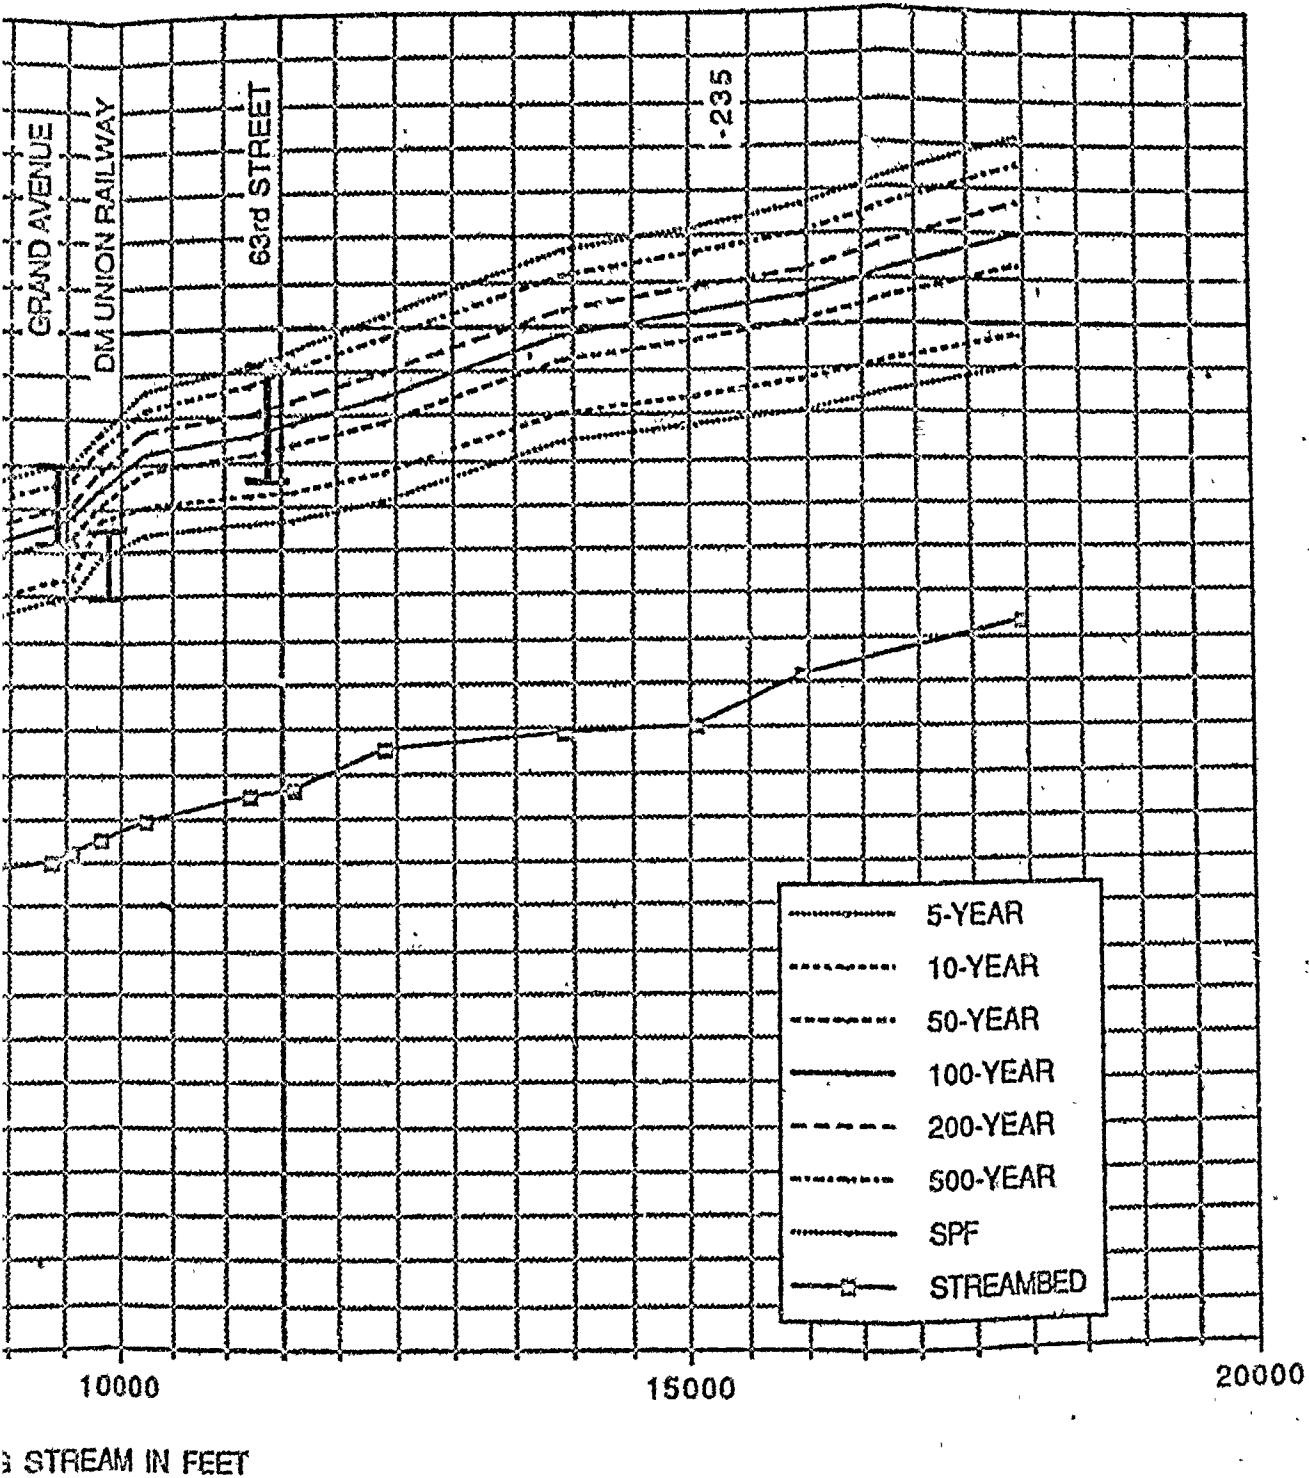 GRAND AVENUE
DM UNION RAILWAY
63rd STREET
I-235
5-YEAR
10-YEAR
50-YEAR
100-YEAR
200-YEAR
500-YEAR
SPF
STREAMBED
10000
15000
20000
STREAM IN FEET